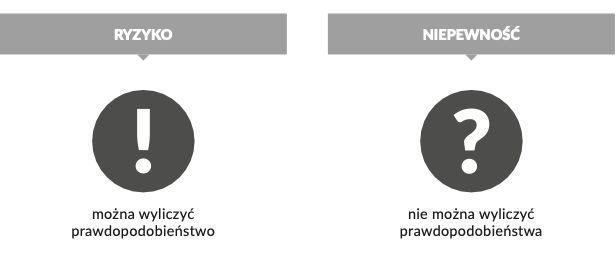 RYZYKO
!
można wyliczyć
prawdopodobieństwo
NIEPEWNOŚĆ
?
nie można wyliczyć
prawdopodobieństwa